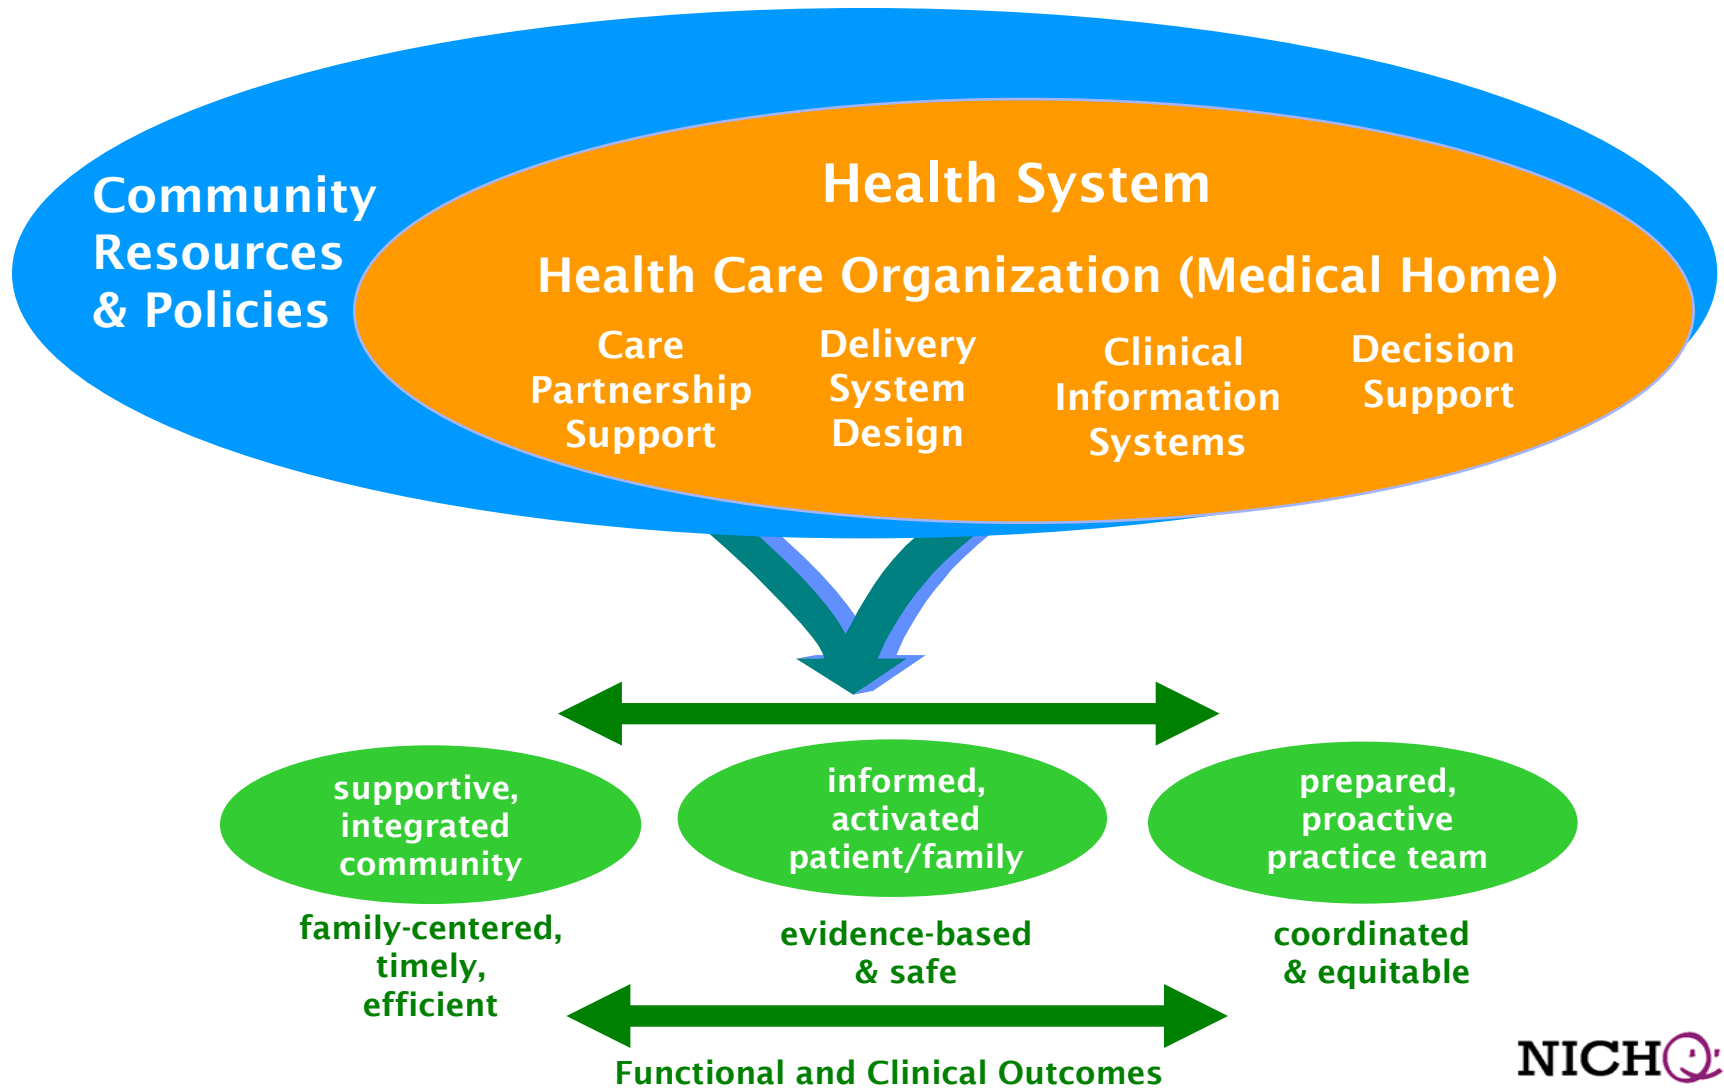 Community
Resources
& Policies
Health System
Health Care Organization (Medical Home)
Care
Partnership
Support
Delivery
System
Design
Clinical
Information
Systems
Decision
Support
supportive,
integrated
community
informed,
activated
patient/family
prepared,
proactive
practice team
family-centered,
timely,
efficient
evidence-based
& safe
coordinated
& equitable
Functional and Clinical Outcomes
NICHQ